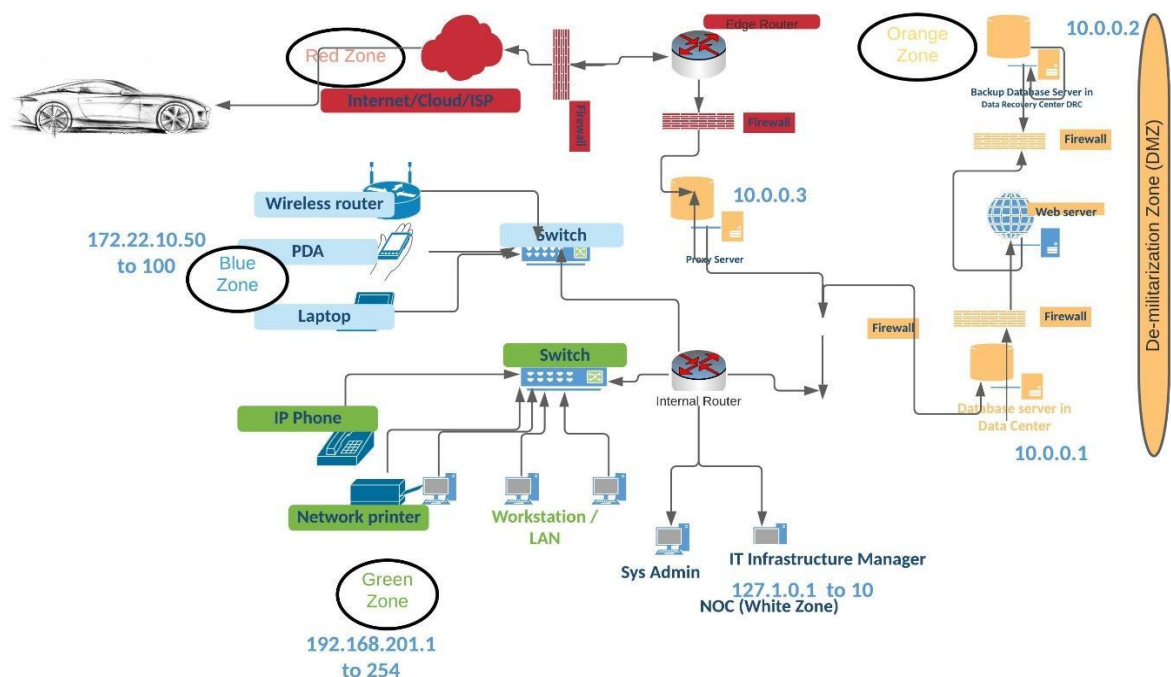 Edge Router
Red Zone
Internet/Cloud/ISP
Firewall
Firewall
Orange
Zone
10.0.0.2
Backup Database Server in
Data Recovery Center DRC
Firewall
De-militarization Zone (DMZ)
Wireless router
172.22.10.50
to 100
PDA
Blue
Zone
Laptop
Switch
10.0.0.3
Proxy Server
Web server
Firewall
Firewall
Database server in
Data Center
10.0.0.1
Switch
Internal Router
IP Phone
Network printer
Workstation /
LAN
Sys Admin
IT Infrastructure Manager
127.1.0.1 to 10
NOC (White Zone)
Green
Zone
192.168.201.1
to 254